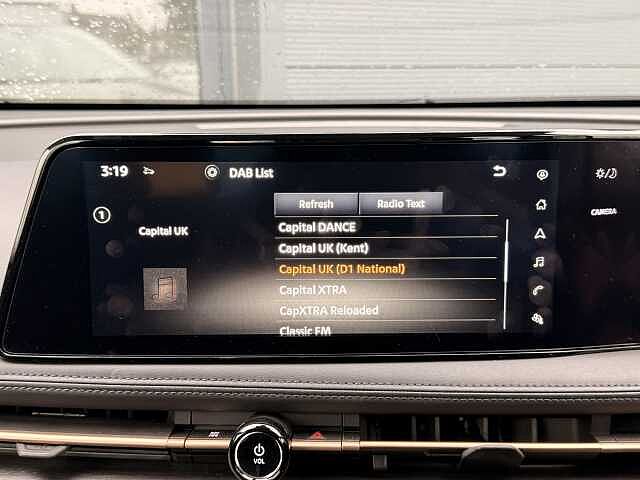 3:19 DAB List
CAMERA
1
Refresh Radio Text
Capital UK
Capital DANCE
Capital UK (Kent)
Capital UK (D1 National)
Capital XTRA
CapXTRA Reloaded
Classic FM
VOL